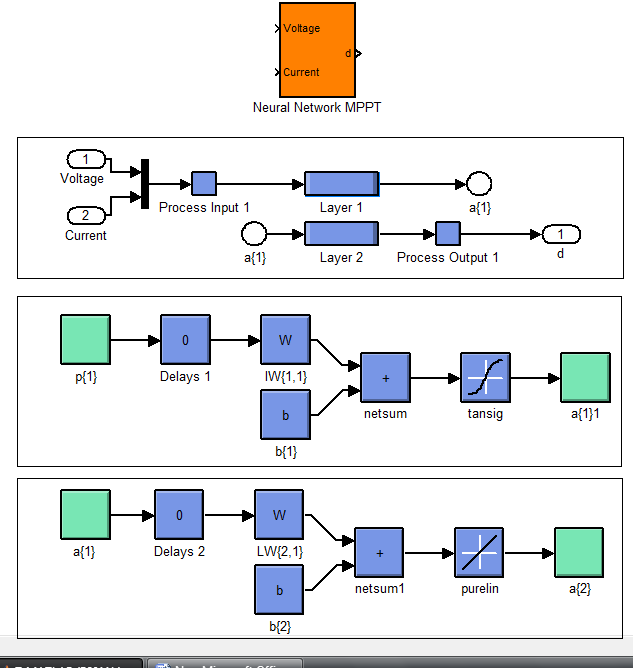 Voltage
d
Current
Neural Network MPPT
1
Voltage
Process Input 1
Layer 1
a{1}
2
Current
a{1}
Layer 2
Process Output 1
1
d
p{1}
0
Delays 1
W
IW{1,1}
b
b{1}
+
netsum
tansig
a{1}1
a{1}
0
Delays 2
W
LW{2,1}
b
b{2}
+
netsum1
purelin
a{2}